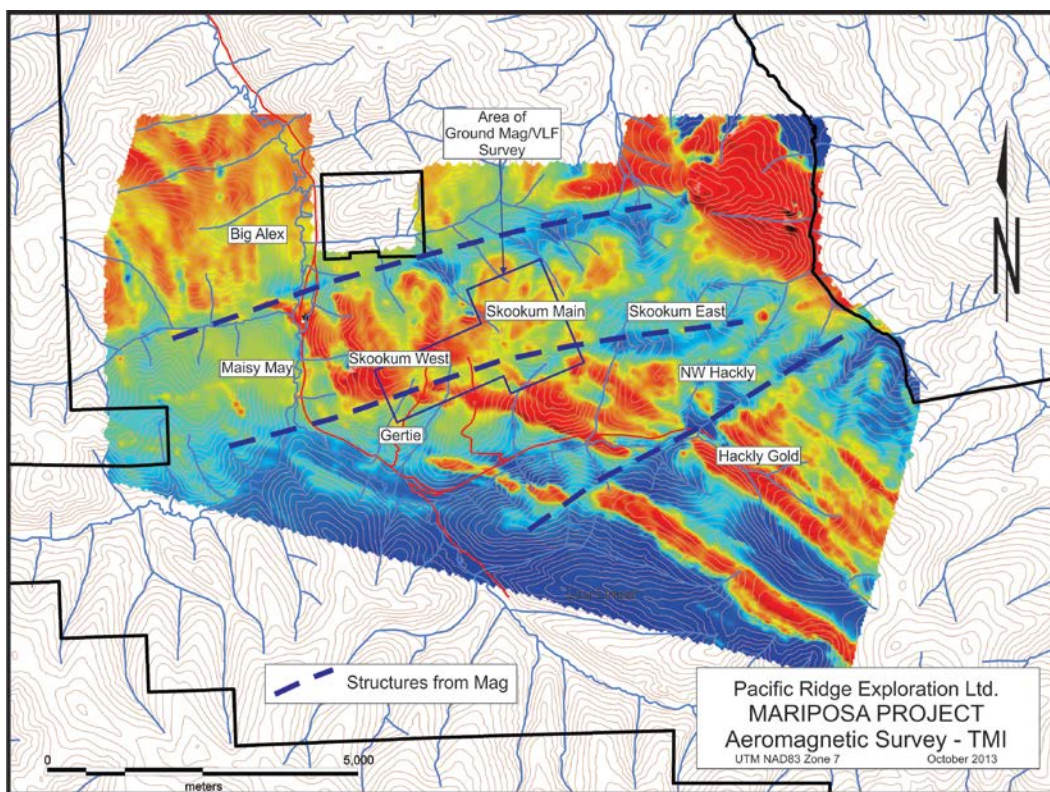 Area of
Ground Mag/VLF
Survey
Big Alex
Skookum Main
Skookum East
Maisy May
Skookum West
NW Hackly
Gertie
Hackly Gold
N
Structures from Mag
0 5,000
meters
Pacific Ridge Exploration Ltd.
MARIPOSA PROJECT
Aeromagnetic Survey - TMI
UTM NAD83 Zone 7 October 2013